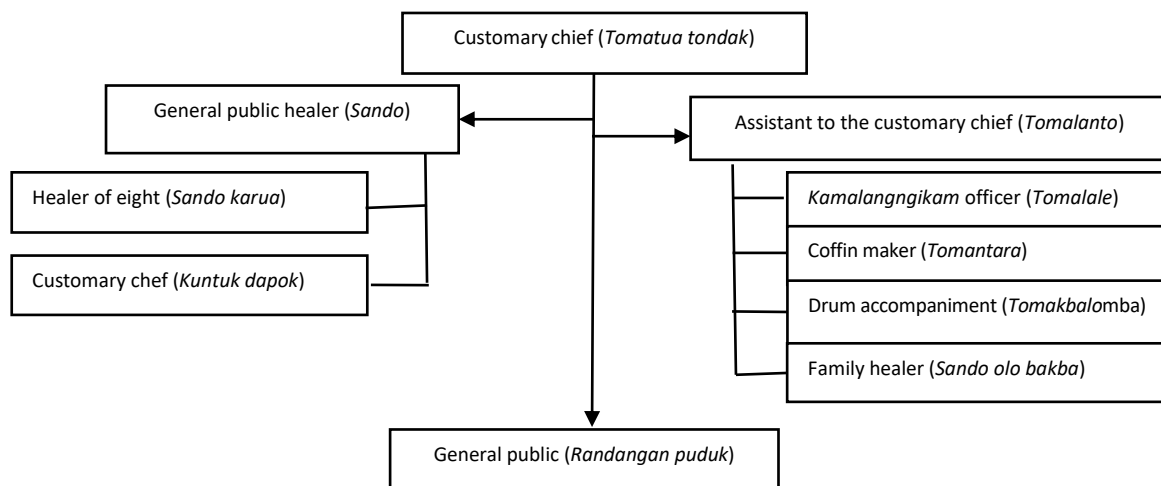 Customary chief (Tomatua tondak)
General public healer (Sando)
Assistant to the customary chief (Tomalanto)
Healer of eight (Sando karua)
Kamalangngikam officer (Tomalale)
Coffin maker (Tomantara)
Customary chef (Kuntuk dapok)
Drum accompaniment (Tomakbalomba)
Family healer (Sando olo bakba)
General public (Randangan puduk)